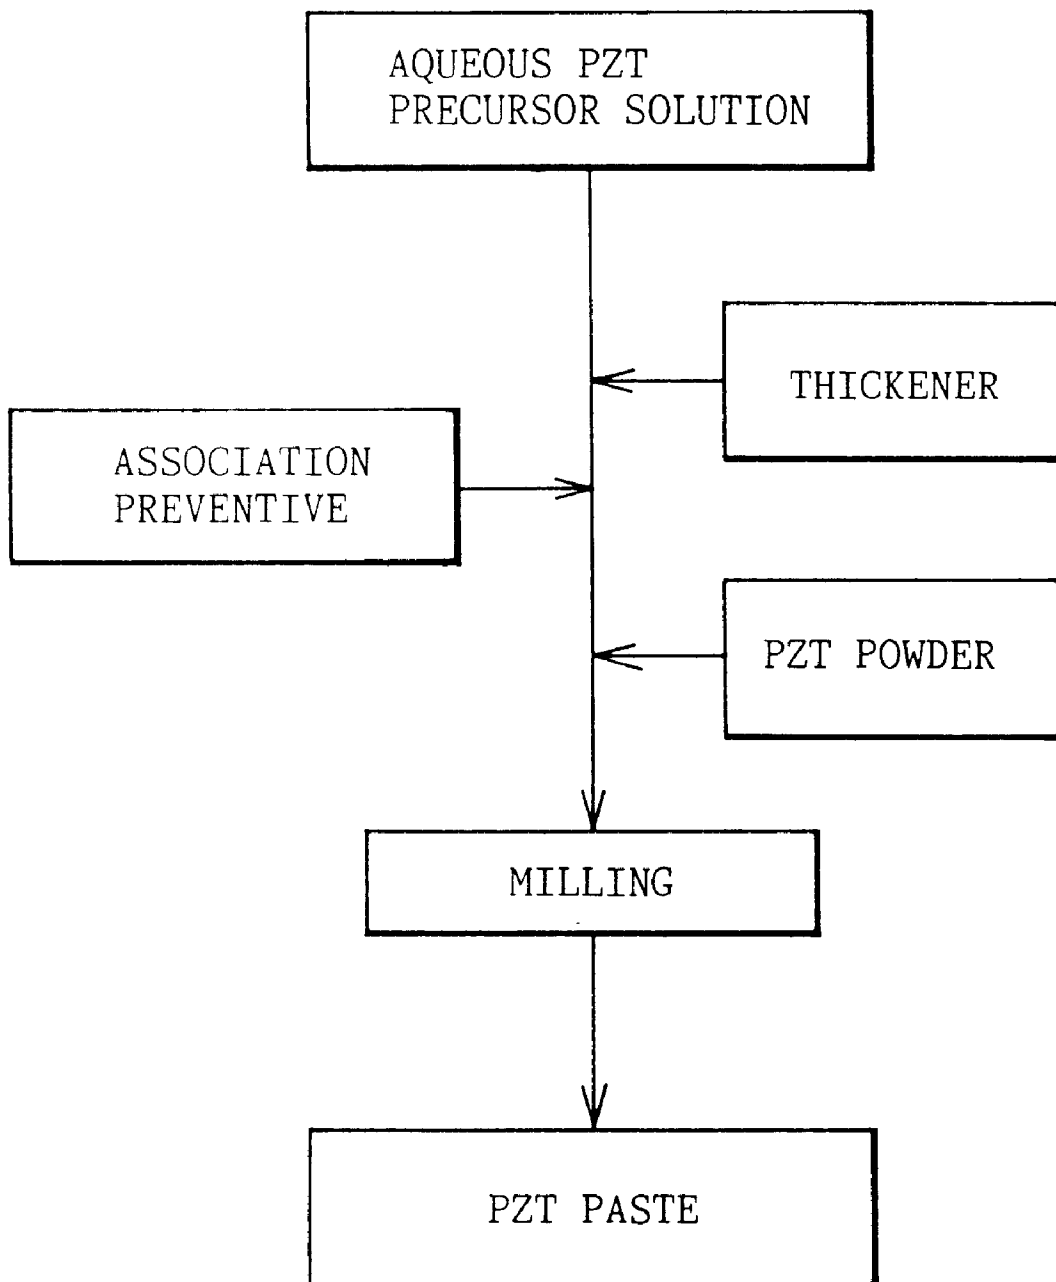 AQUEOUS PZT
PRECURSOR SOLUTION
THICKENER
ASSOCIATION
PREVENTIVE
PZT POWDER
MILLING
PZT PASTE